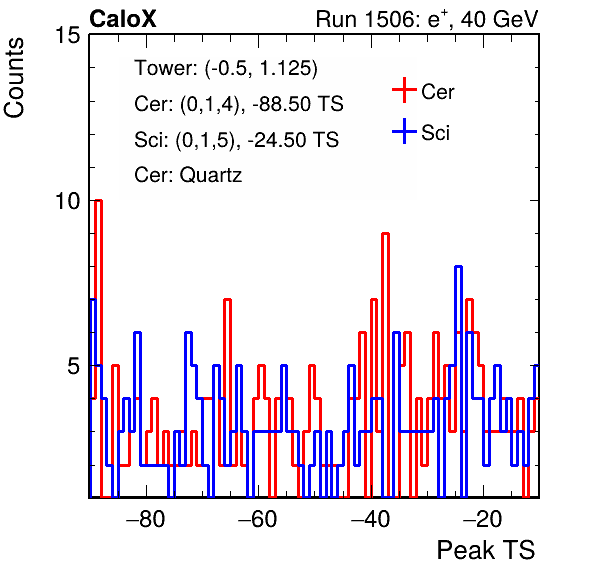 CaloX Run 1506: e⁺, 40 GeV
Counts
15
Tower: (-0.5, 1.125)
Cer: (0,1,4), -88.50 TS
Sci: (0,1,5), -24.50 TS
Cer: Quartz
Cer
Sci
10
5
−80 −60 −40 −20
Peak TS